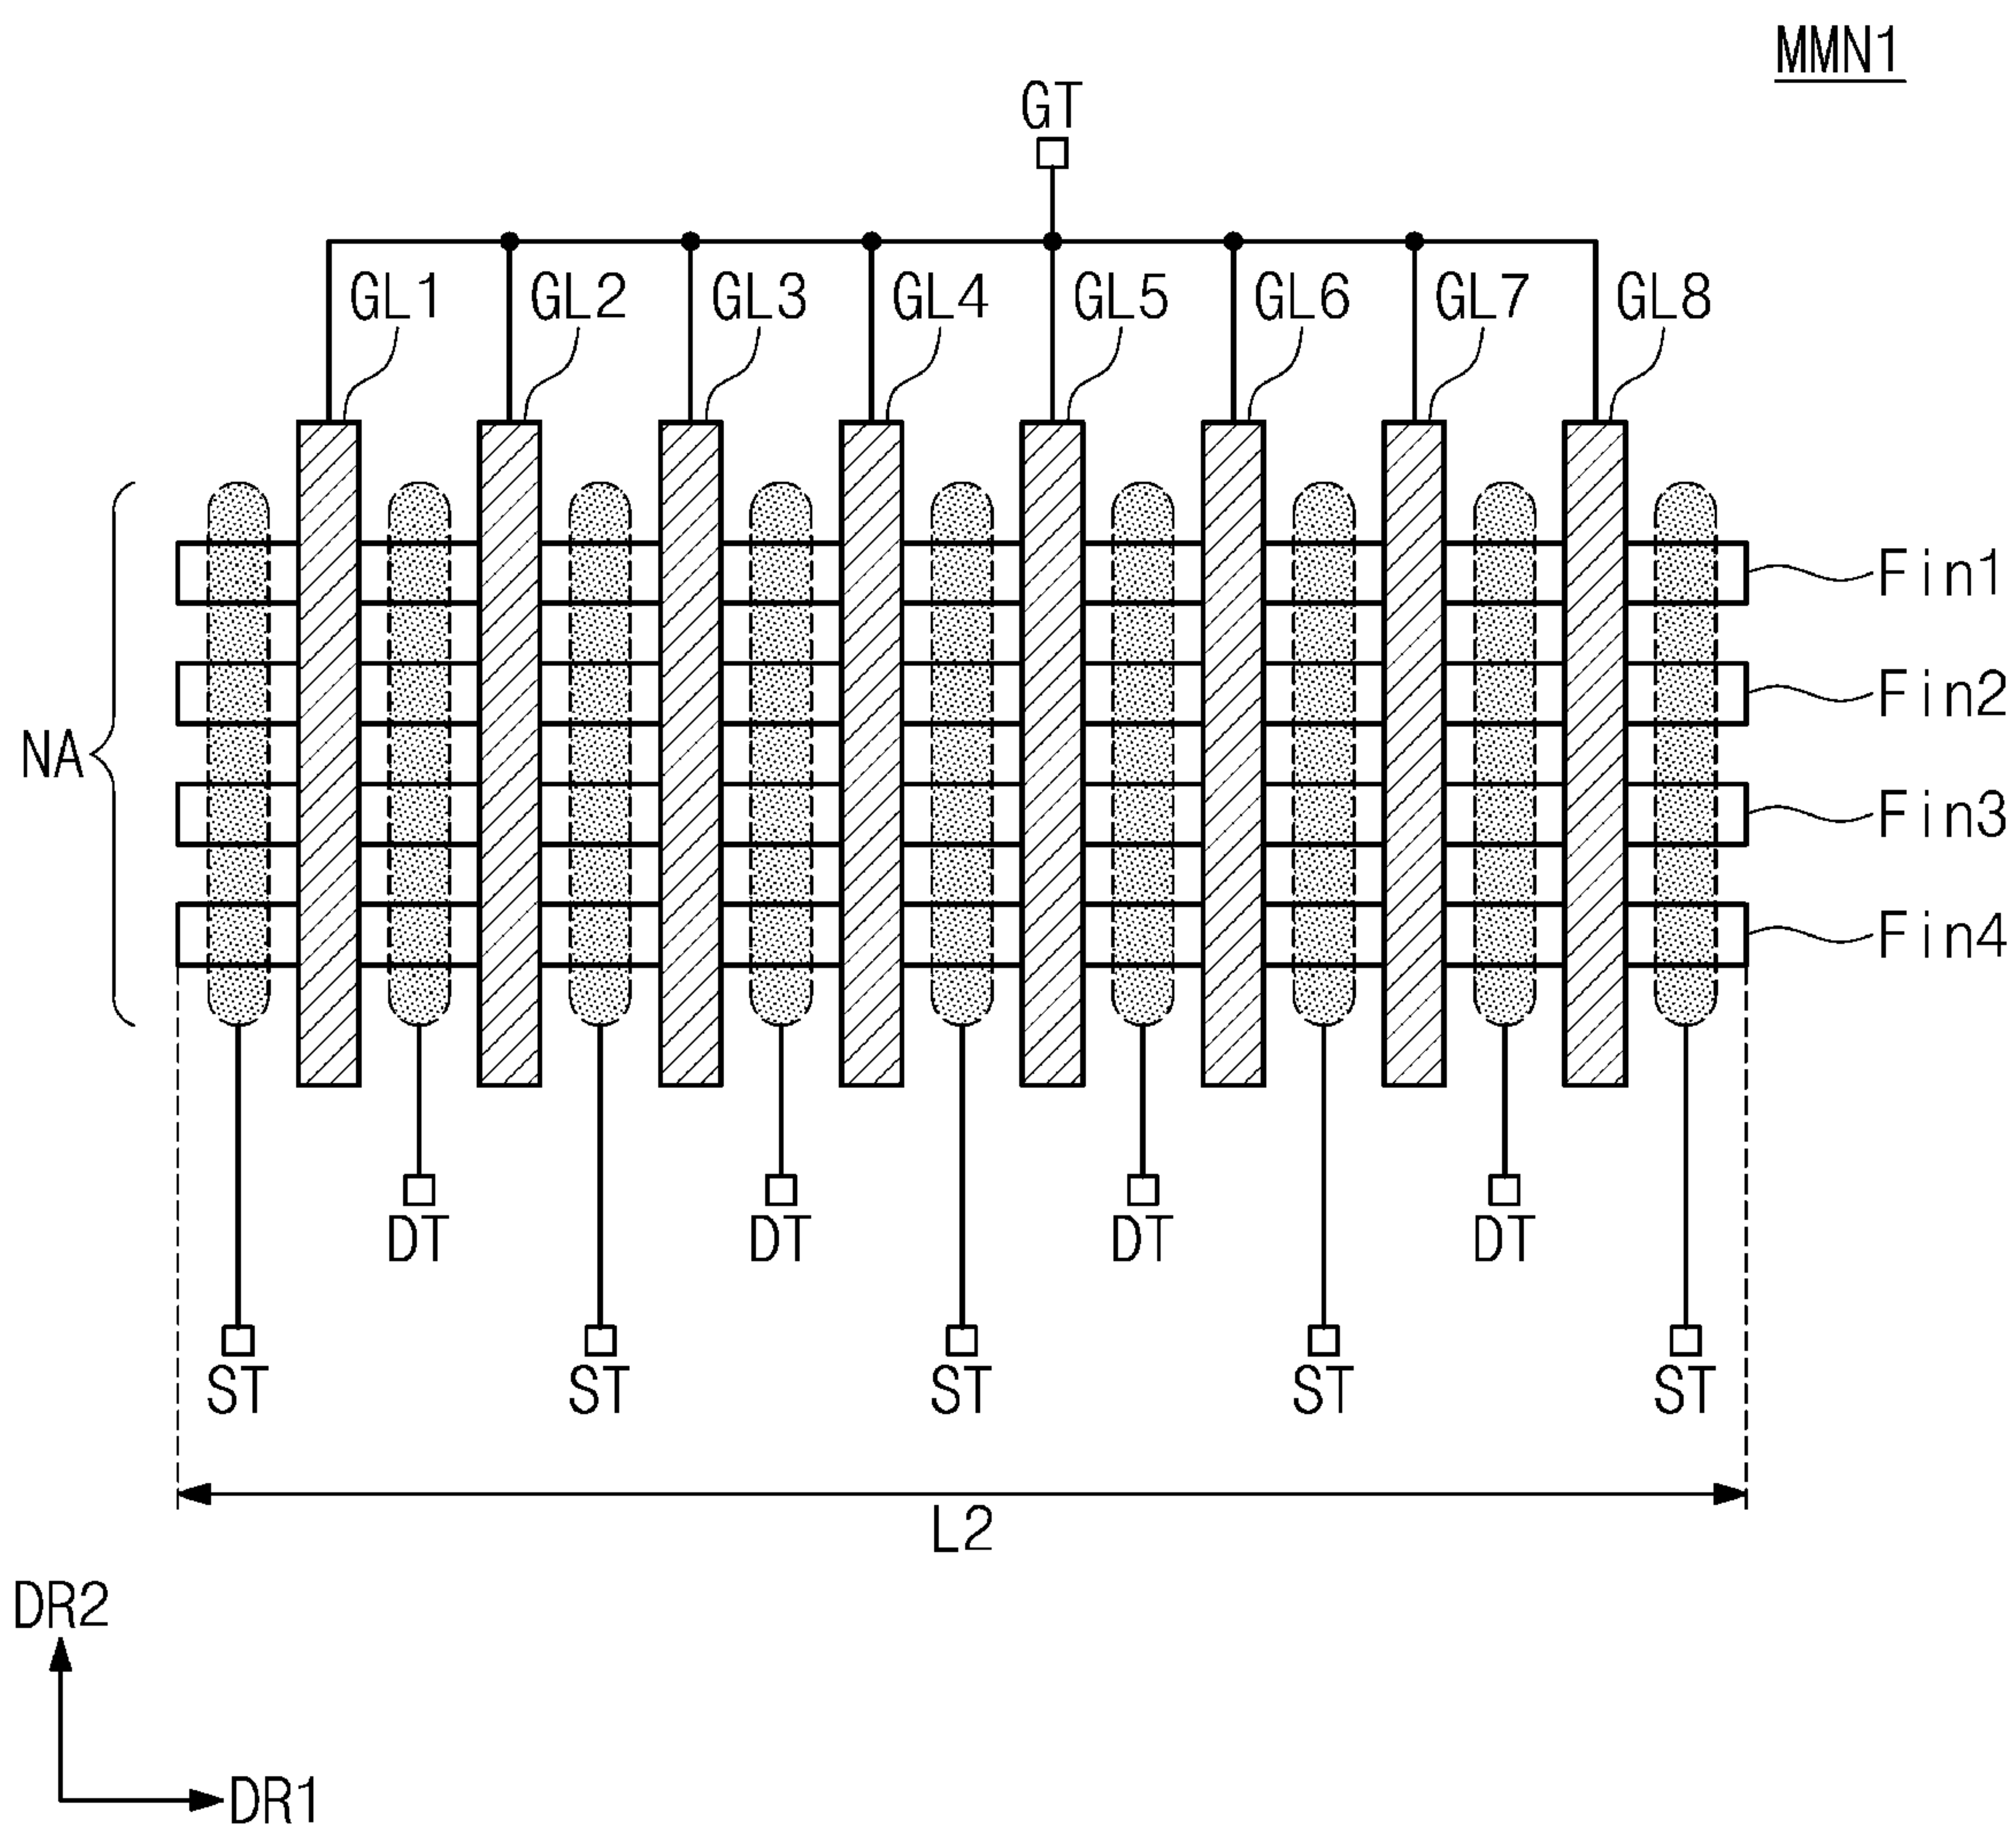 MMN1
GT
GL1 GL2 GL3 GL4 GL5 GL6 GL7 GL8
Fin1
Fin2
NA
Fin3
Fin4
DT DT DT DT
ST ST ST ST ST
L2
DR2
DR1